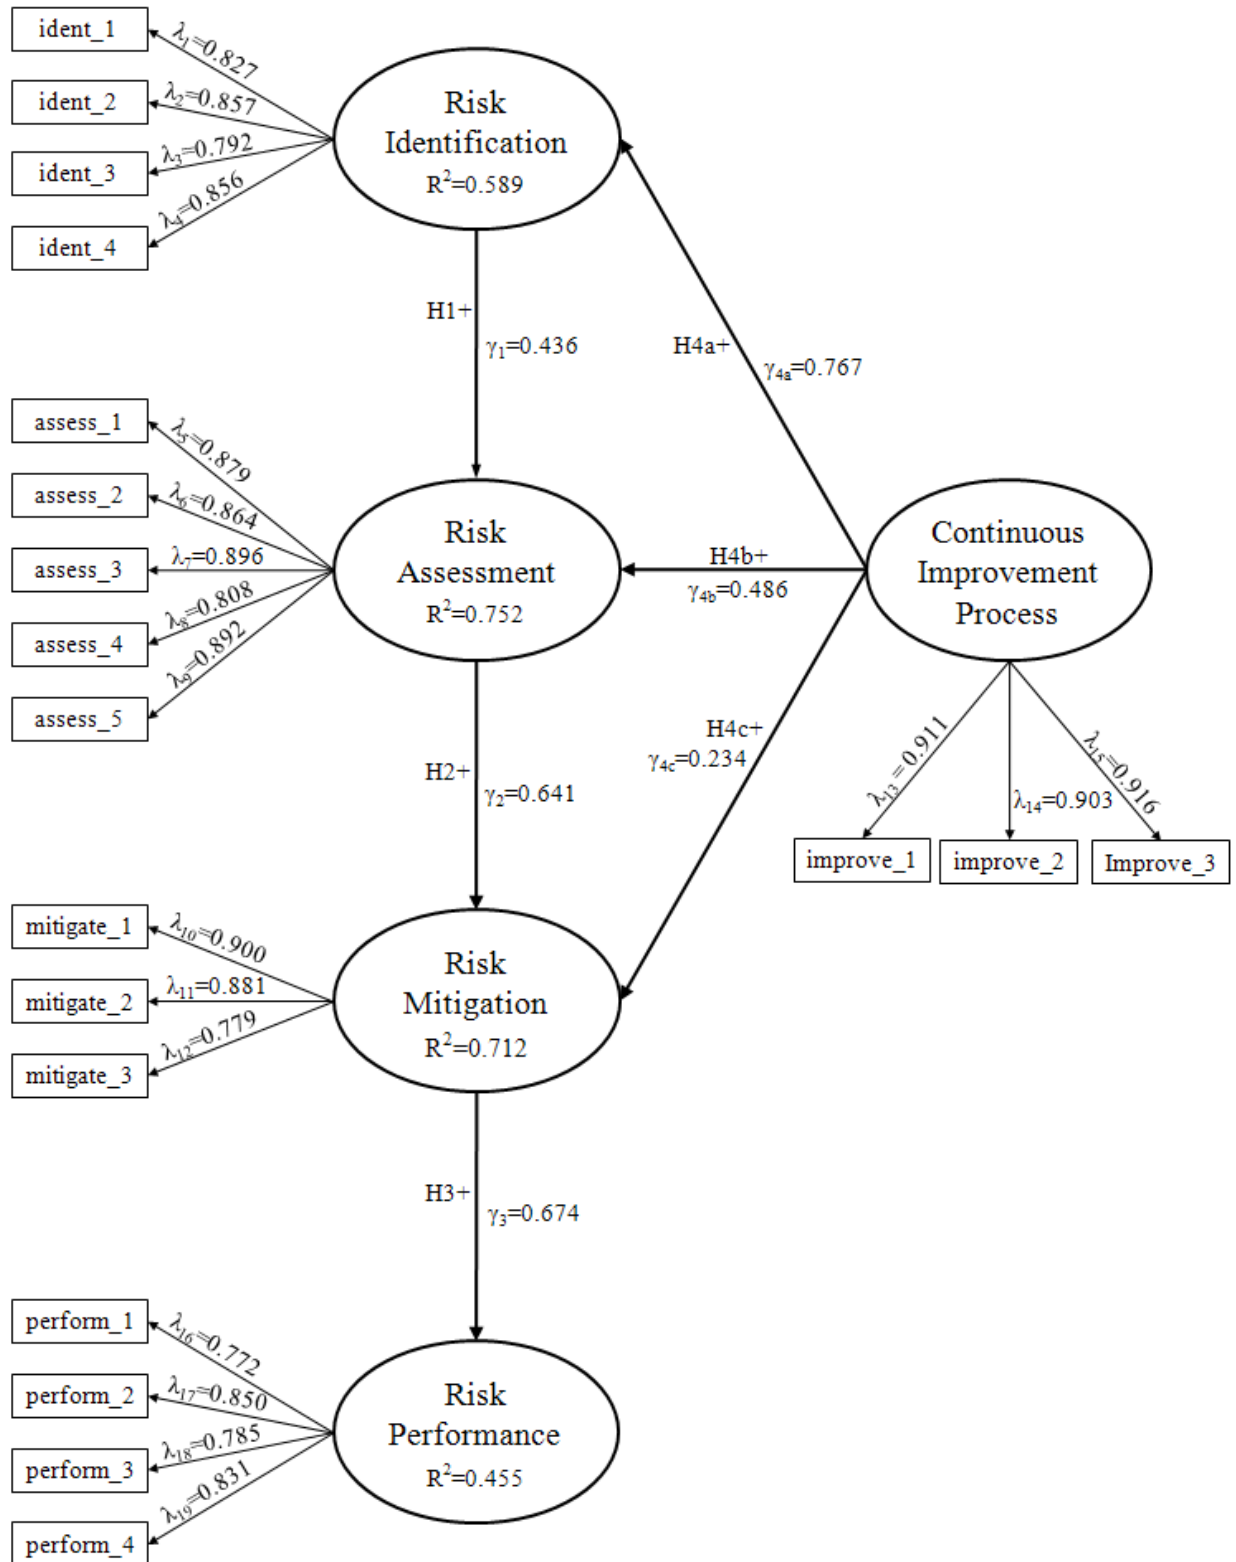 ident_1
λ1=0.827
ident_2
λ2=0.857
ident_3
λ3=0.792
ident_4
λ4=0.856
Risk
Identification
R²=0.589
H1+
γ1=0.436
H4a+
γ4a=0.767
assess_1
λ5=0.879
assess_2
λ6=0.864
assess_3
λ7=0.896
assess_4
λ8=0.808
assess_5
λ9=0.892
Risk
Assessment
R²=0.752
H4b+
γ4b=0.486
Continuous
Improvement
Process
H2+
γ2=0.641
H4c+
γ4c=0.234
λ13=0.911
λ14=0.903
λ15=0.916
improve_1
improve_2
Improve_3
mitigate_1
λ10=0.900
mitigate_2
λ11=0.881
mitigate_3
λ12=0.779
Risk
Mitigation
R²=0.712
H3+
γ3=0.674
perform_1
λ16=0.772
perform_2
λ17=0.850
perform_3
λ18=0.785
perform_4
λ19=0.831
Risk
Performance
R²=0.455